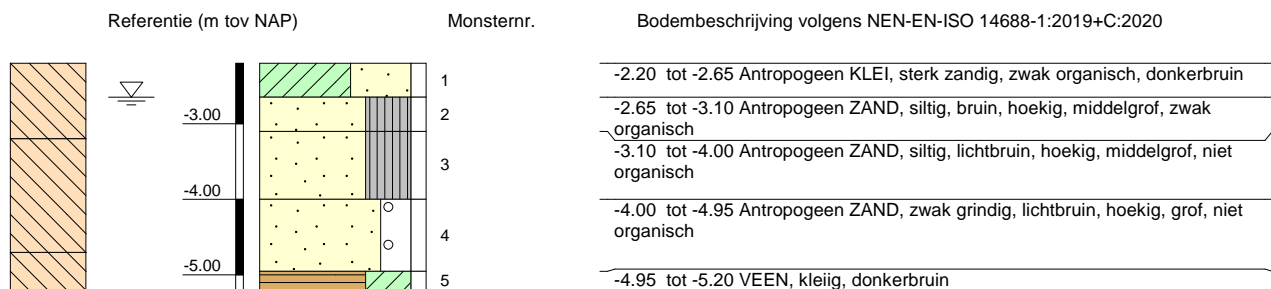 Referentie (m tov NAP) Monsternr. Bodembeschrijving volgens NEN-EN-ISO 14688-1:2019+C:2020
1 -2.20 tot -2.65 Antropogeen KLEI, sterk zandig, zwak organisch, donkerbruin
-3.00 2 -2.65 tot -3.10 Antropogeen ZAND, siltig, bruin, hoekig, middelgrof, zwak
organisch
3 -3.10 tot -4.00 Antropogeen ZAND, siltig, lichtbruin, hoekig, middelgrof, niet
organisch
-4.00 -4.00 tot -4.95 Antropogeen ZAND, zwak grindig, lichtbruin, hoekig, grof, niet
4 organisch
-5.00
5 -4.95 tot -5.20 VEEN, kleiig, donkerbruin